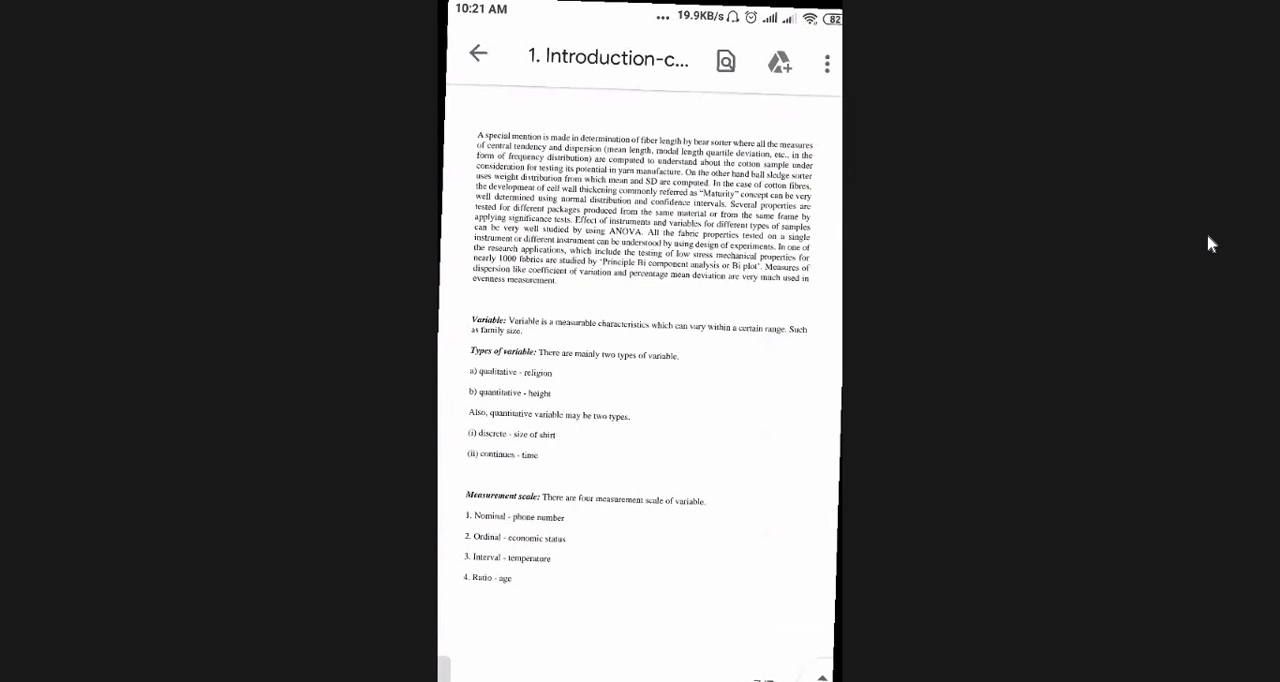 10:21 AM
... 19.9KB/s 82
1. Introduction-c...
A special mention is made in determination of fiber length by bear sorter where all the measures
of central tendency and dispersion (mean length, modal length quartile deviation, etc., in the
form of frequency distribution) are computed to understand about the cotton sample under
consideration for testing its potential in yarn manufacture. On the other hand ball sledge sorter
uses weight distribution from which mean and SD are computed. In the case of cotton fibres,
the development of cell wall thickening commonly referred as "Maturity" concept can be very
well determined using normal distribution and confidence intervals. Several properties are
tested for different packages produced from the same material or from the same frame by
applying significance tests. Effect of instruments and variables for different types of samples
can be very well studied by using ANOVA. All the fabric properties tested on a single
instrument or different instrument can be understood by using design of experiments. In one of
the research applications, which include the testing of low stress mechanical properties for
nearly 1000 fabrics are studied by 'Principle Bi component analysis or Bi plot'. Measures of
dispersion like coefficient of variation and percentage mean deviation are very much used in
evenness measurement.
Variable: Variable is a measurable characteristics which can vary within a certain range. Such
as family size.
Types of variable: There are mainly two types of variable.
a) qualitative - religion
b) quantitative - height
Also, quantitative variable may be two types.
(i) discrete - size of shirt
(ii) continues - time
Measurement scale: There are four measurement scale of variable.
1. Nominal - phone number
2. Ordinal - economic status
3. Interval - temperature
4. Ratio - age